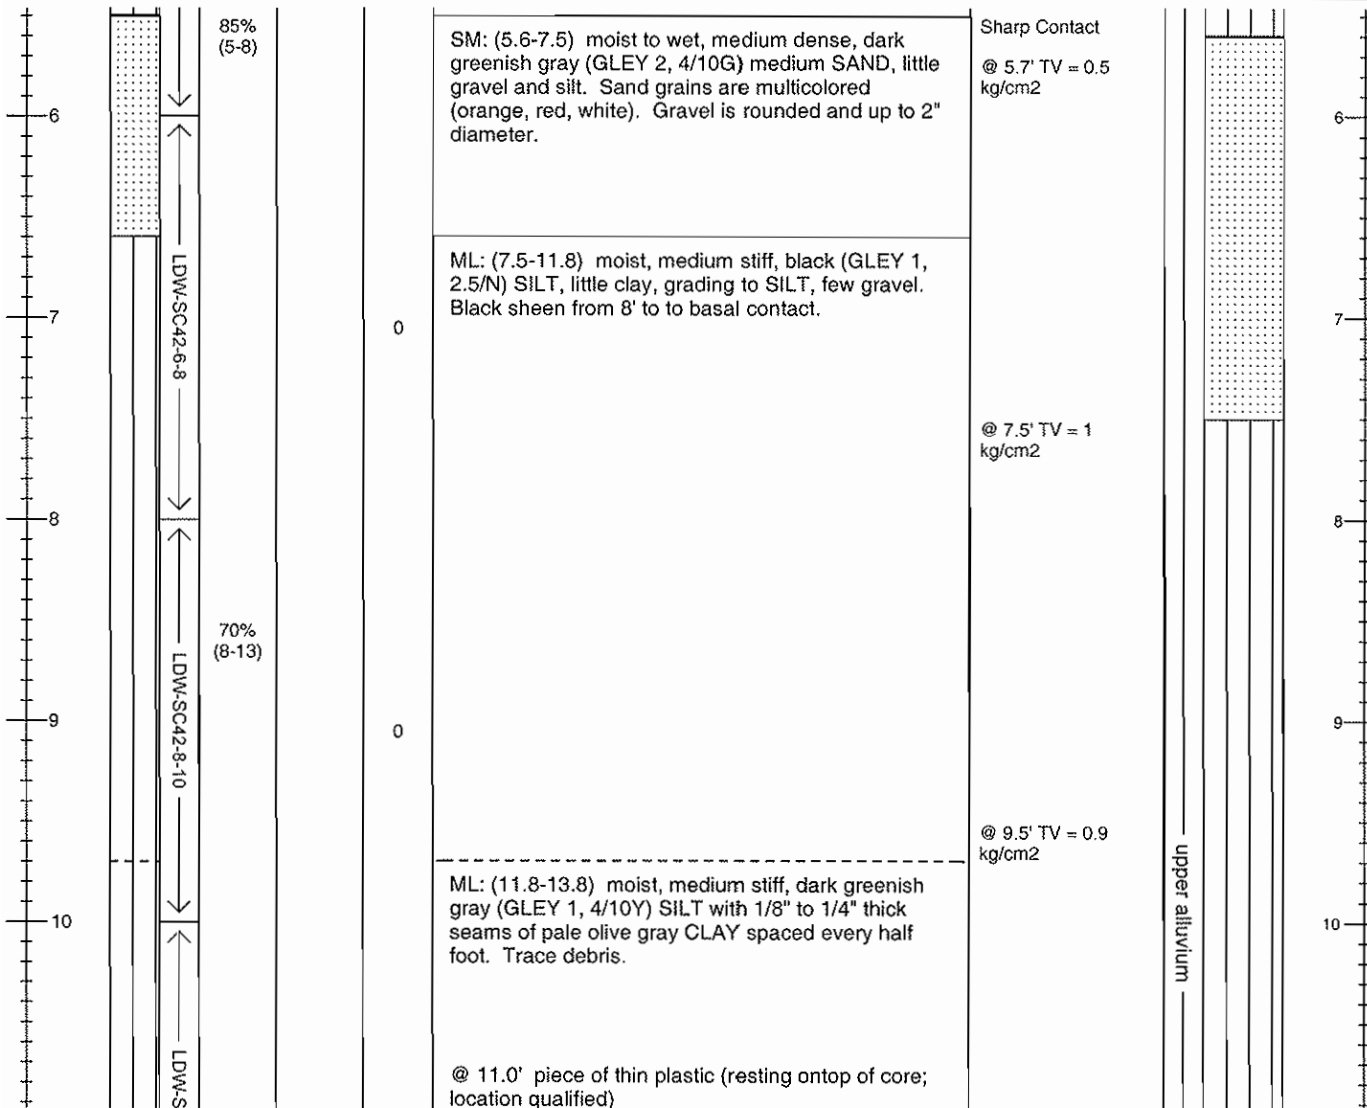 85%
(5-8)
SM: (5.6-7.5) moist to wet, medium dense, dark
greenish gray (GLEY 2, 4/10G) medium SAND, little
gravel and silt. Sand grains are multicolored
(orange, red, white). Gravel is rounded and up to 2"
diameter.
Sharp Contact
@ 5.7' TV = 0.5
kg/cm2
6
6
LDW-SC42-6-8
ML: (7.5-11.8) moist, medium stiff, black (GLEY 1,
2.5/N) SILT, little clay, grading to SILT, few gravel.
Black sheen from 8' to to basal contact.
7
0
7
@ 7.5' TV = 1
kg/cm2
8
8
70%
(8-13)
LDW-SC42-8-10
9
0
9
@ 9.5' TV = 0.9
kg/cm2
ML: (11.8-13.8) moist, medium stiff, dark greenish
gray (GLEY 1, 4/10Y) SILT with 1/8" to 1/4" thick
seams of pale olive gray CLAY spaced every half
foot. Trace debris.
upper alluvium
10
10
LDW-S
@ 11.0' piece of thin plastic (resting ontop of core;
location qualified)